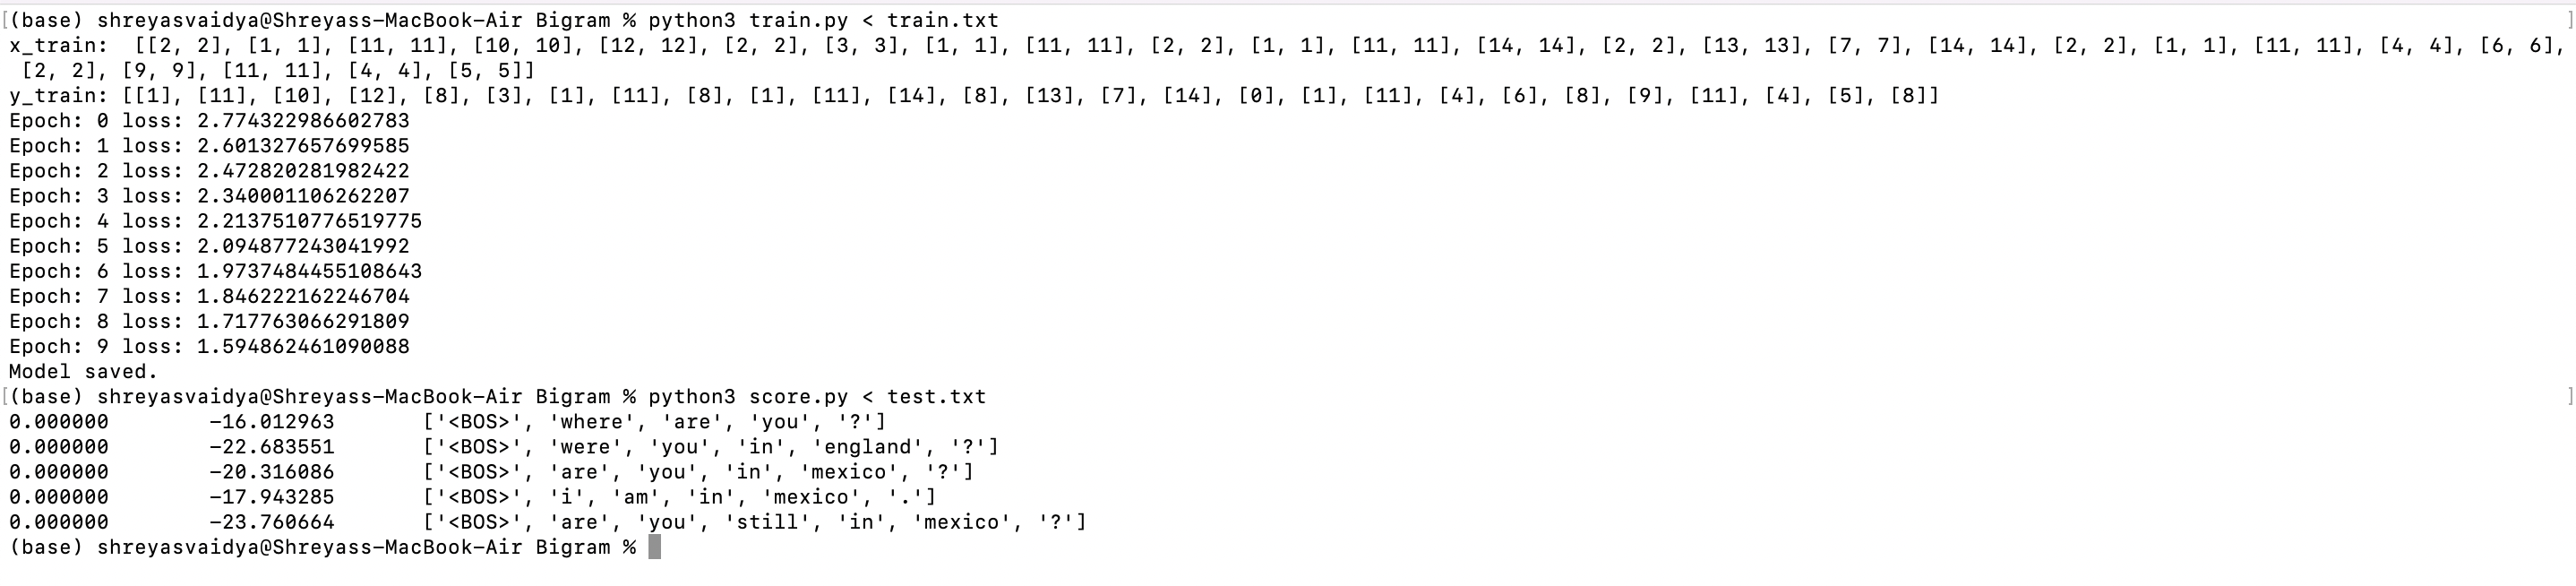 [(base) shreyasvaidya@Shreyass-MacBook-Air Bigram % python3 train.py < train.txt ]
x_train:  [[2, 2], [1, 1], [11, 11], [10, 10], [12, 12], [2, 2], [3, 3], [1, 1], [11, 11], [2, 2], [1, 1], [11, 11], [14, 14], [2, 2], [13, 13], [7, 7], [14, 14], [2, 2], [1, 1], [11, 11], [4, 4], [6, 6],
[2, 2], [9, 9], [11, 11], [4, 4], [5, 5]]
y_train: [[1], [11], [10], [12], [8], [3], [1], [11], [8], [1], [11], [14], [8], [13], [7], [14], [0], [1], [11], [4], [6], [8], [9], [11], [4], [5], [8]]
Epoch: 0 loss: 2.774322986602783
Epoch: 1 loss: 2.601327657699585
Epoch: 2 loss: 2.472820281982422
Epoch: 3 loss: 2.340001106262207
Epoch: 4 loss: 2.2137510776519775
Epoch: 5 loss: 2.094877243041992
Epoch: 6 loss: 1.9737484455108643
Epoch: 7 loss: 1.846222162246704
Epoch: 8 loss: 1.717763066291809
Epoch: 9 loss: 1.594862461090088
Model saved.
[(base) shreyasvaidya@Shreyass-MacBook-Air Bigram % python3 score.py < test.txt ]
0.000000        -16.012963       ['<BOS>', 'where', 'are', 'you', '?']
0.000000        -22.683551       ['<BOS>', 'were', 'you', 'in', 'england', '?']
0.000000        -20.316086       ['<BOS>', 'are', 'you', 'in', 'mexico', '?']
0.000000        -17.943285       ['<BOS>', 'i', 'am', 'in', 'mexico', '.']
0.000000        -23.760664       ['<BOS>', 'are', 'you', 'still', 'in', 'mexico', '?']
(base) shreyasvaidya@Shreyass-MacBook-Air Bigram %